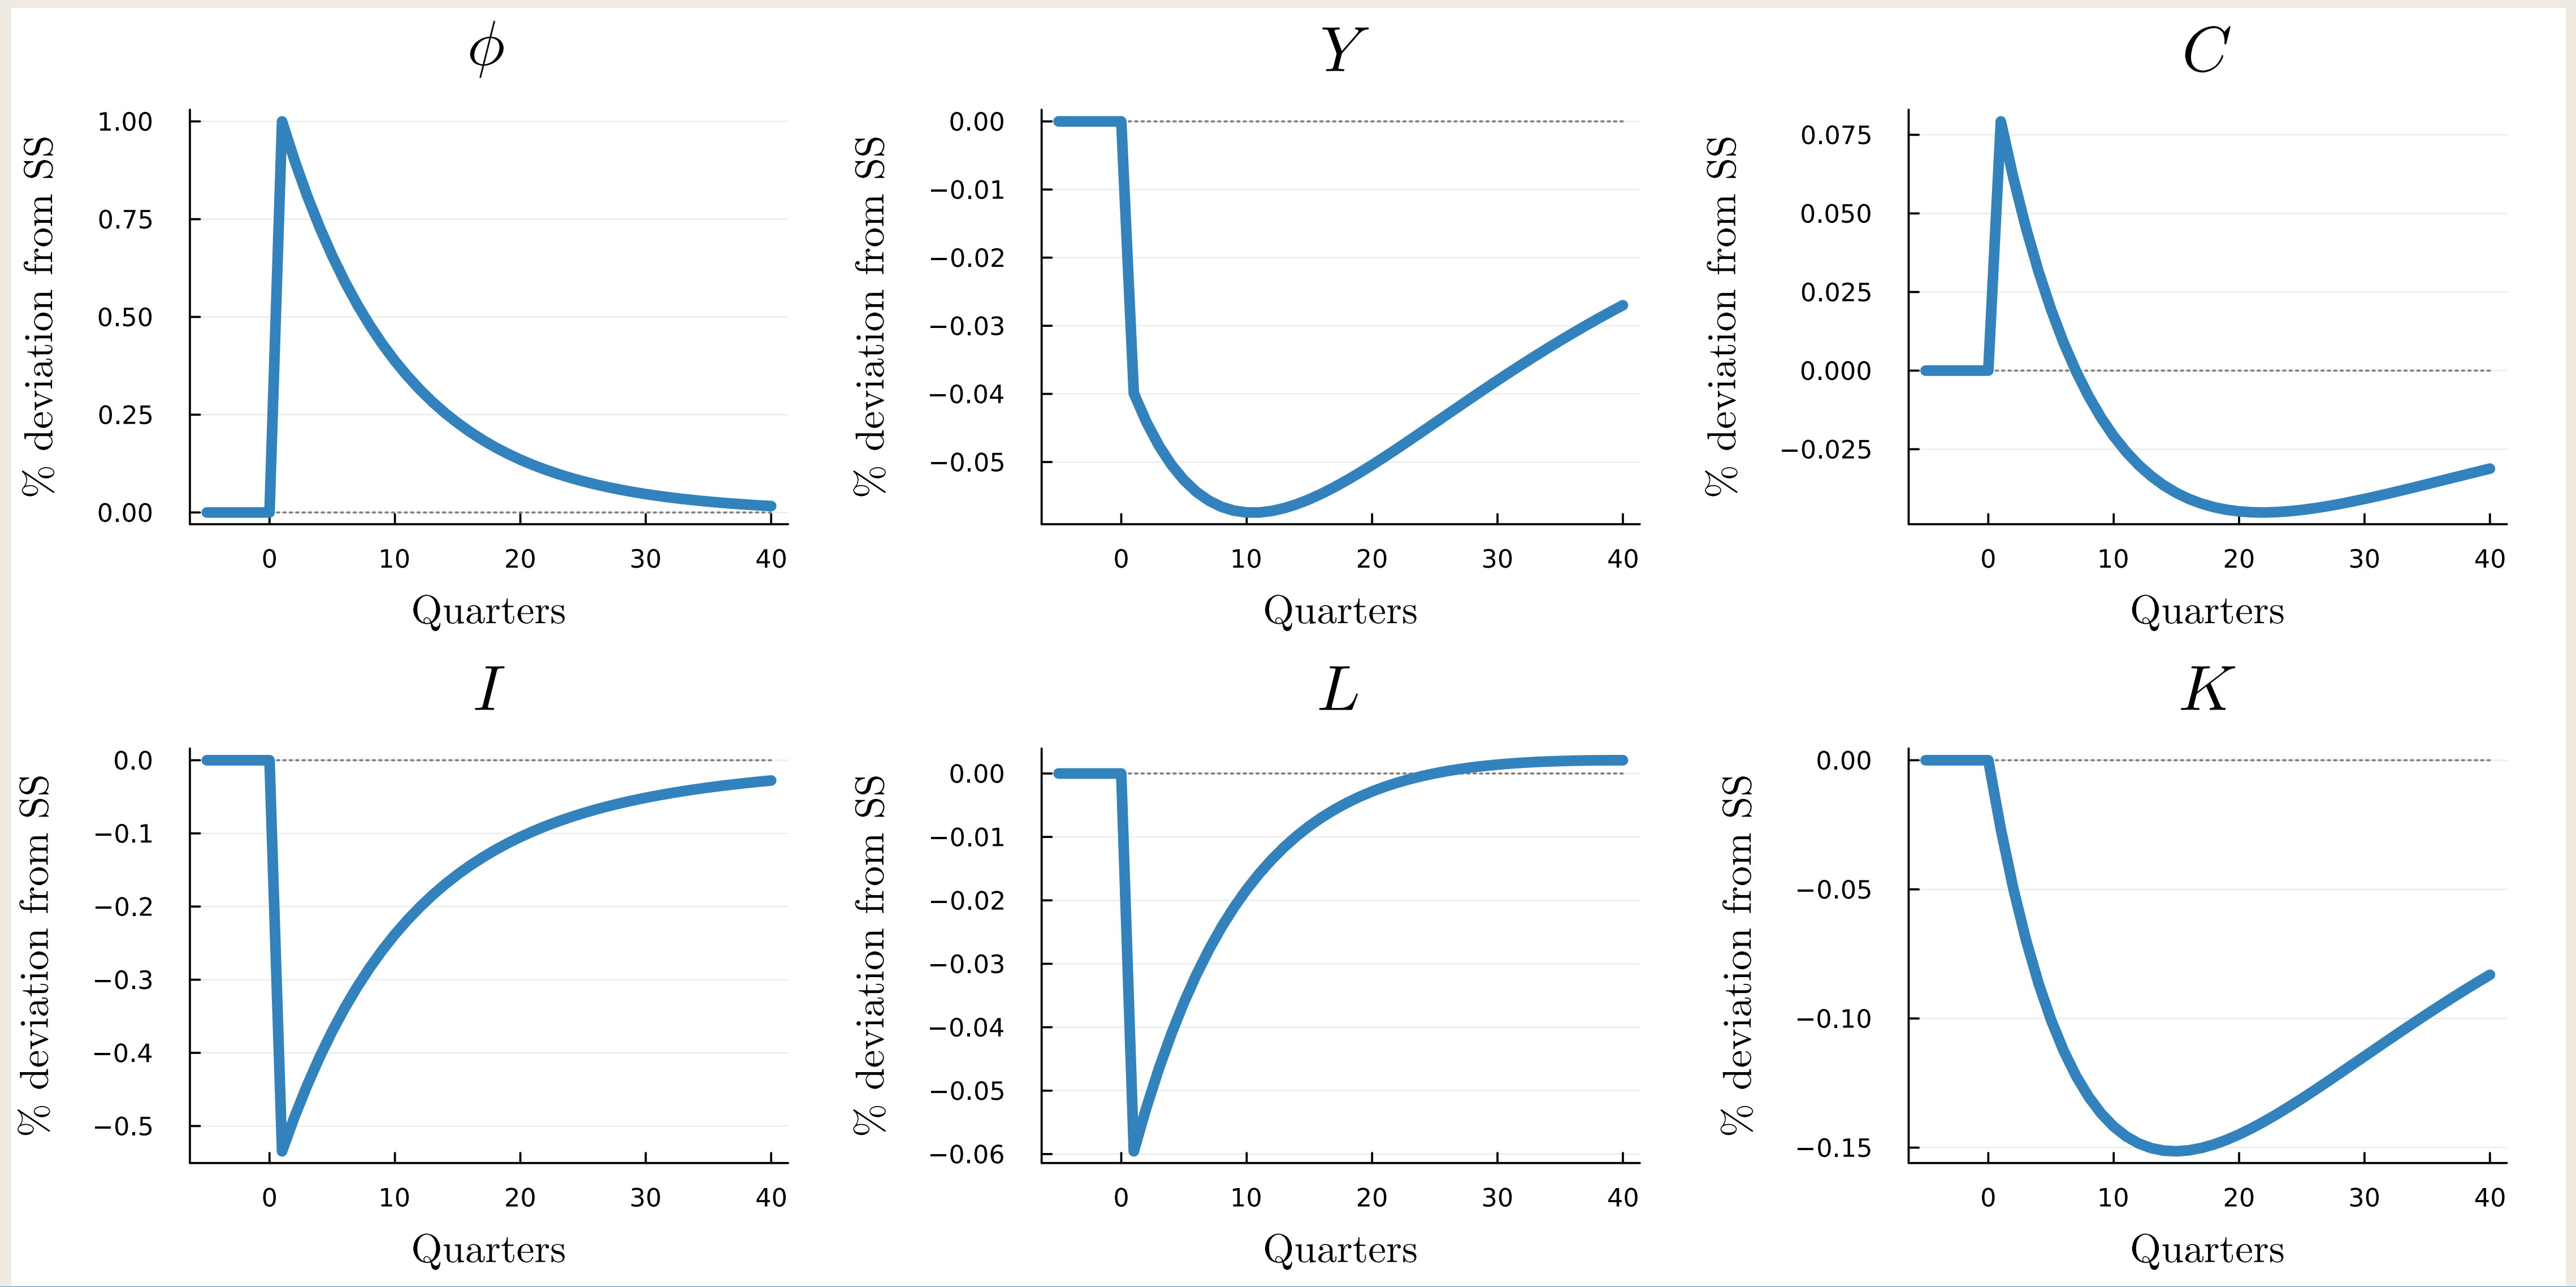 ϕ
% deviation from SS
1.00
0.75
0.50
0.25
0.00
0 10 20 30 40
Quarters
Y
% deviation from SS
0.00
−0.01
−0.02
−0.03
−0.04
−0.05
0 10 20 30 40
Quarters
C
% deviation from SS
0.075
0.050
0.025
0.000
−0.025
0 10 20 30 40
Quarters
I
% deviation from SS
0.0
−0.1
−0.2
−0.3
−0.4
−0.5
0 10 20 30 40
Quarters
L
% deviation from SS
0.00
−0.01
−0.02
−0.03
−0.04
−0.05
−0.06
0 10 20 30 40
Quarters
K
% deviation from SS
0.00
−0.05
−0.10
−0.15
0 10 20 30 40
Quarters